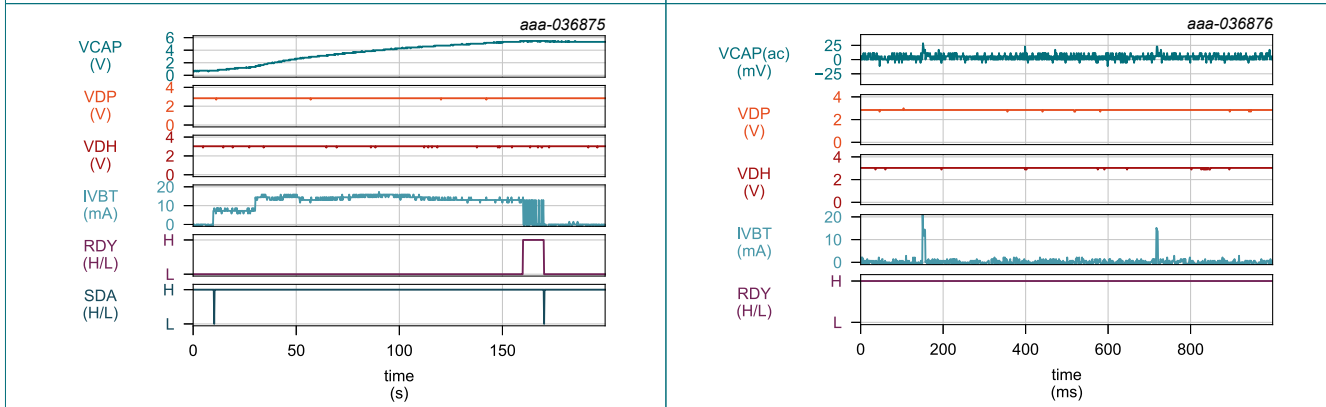 aaa-036875
VCAP
(V)
6
4
2
0
VDP
(V)
4
2
0
VDH
(V)
4
2
0
IVBT
(mA)
20
10
0
RDY
(H/L)
H
L
SDA
(H/L)
H
L
0 50 100 150
time
(s)
aaa-036876
VCAP(ac)
(mV)
25
0
−25
VDP
(V)
4
2
0
VDH
(V)
4
2
0
IVBT
(mA)
20
10
0
RDY
(H/L)
H
L
0 200 400 600 800
time
(ms)